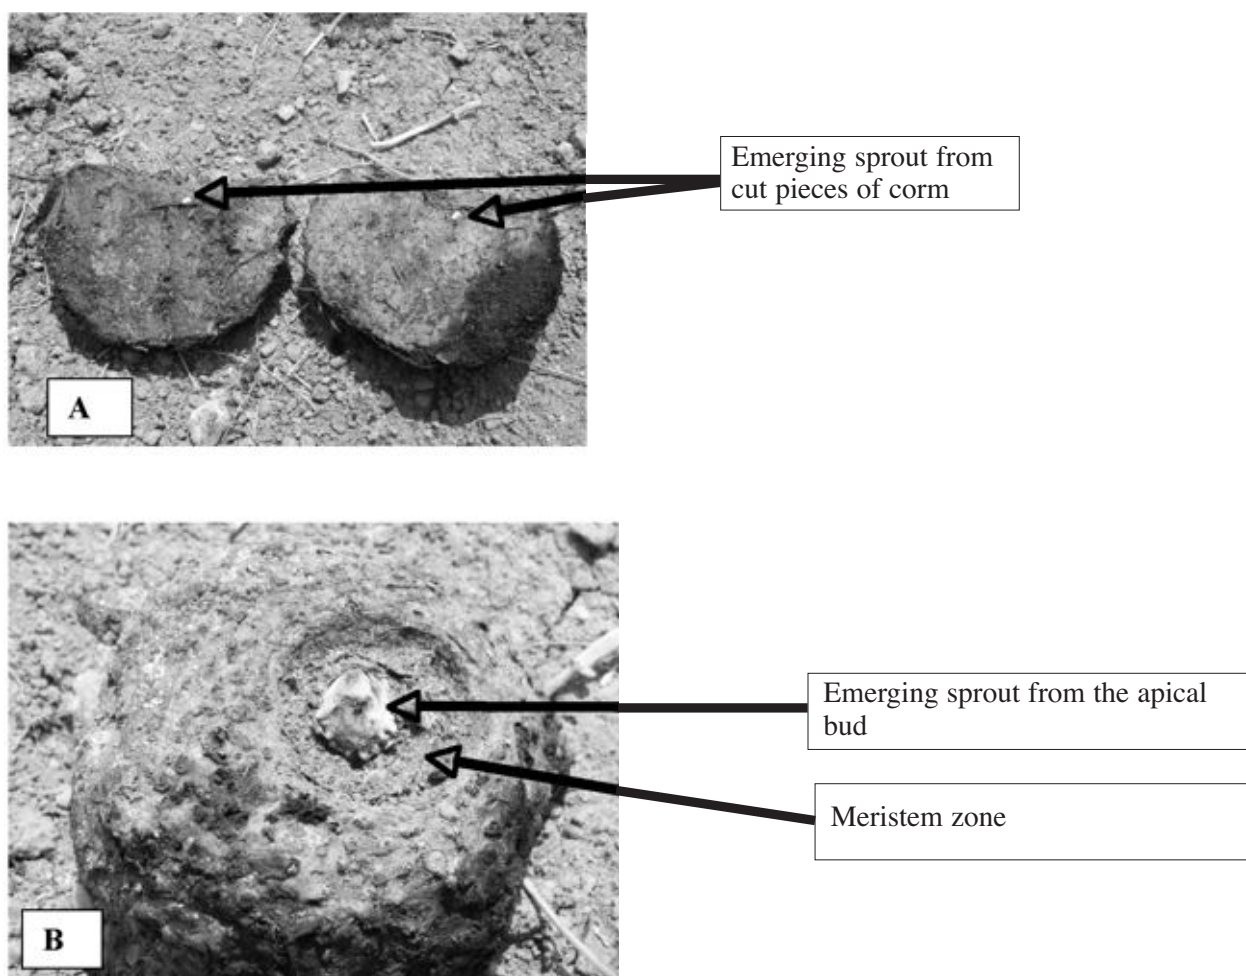 Emerging sprout from
cut pieces of corm
A
Emerging sprout from the apical
bud
Meristem zone
B